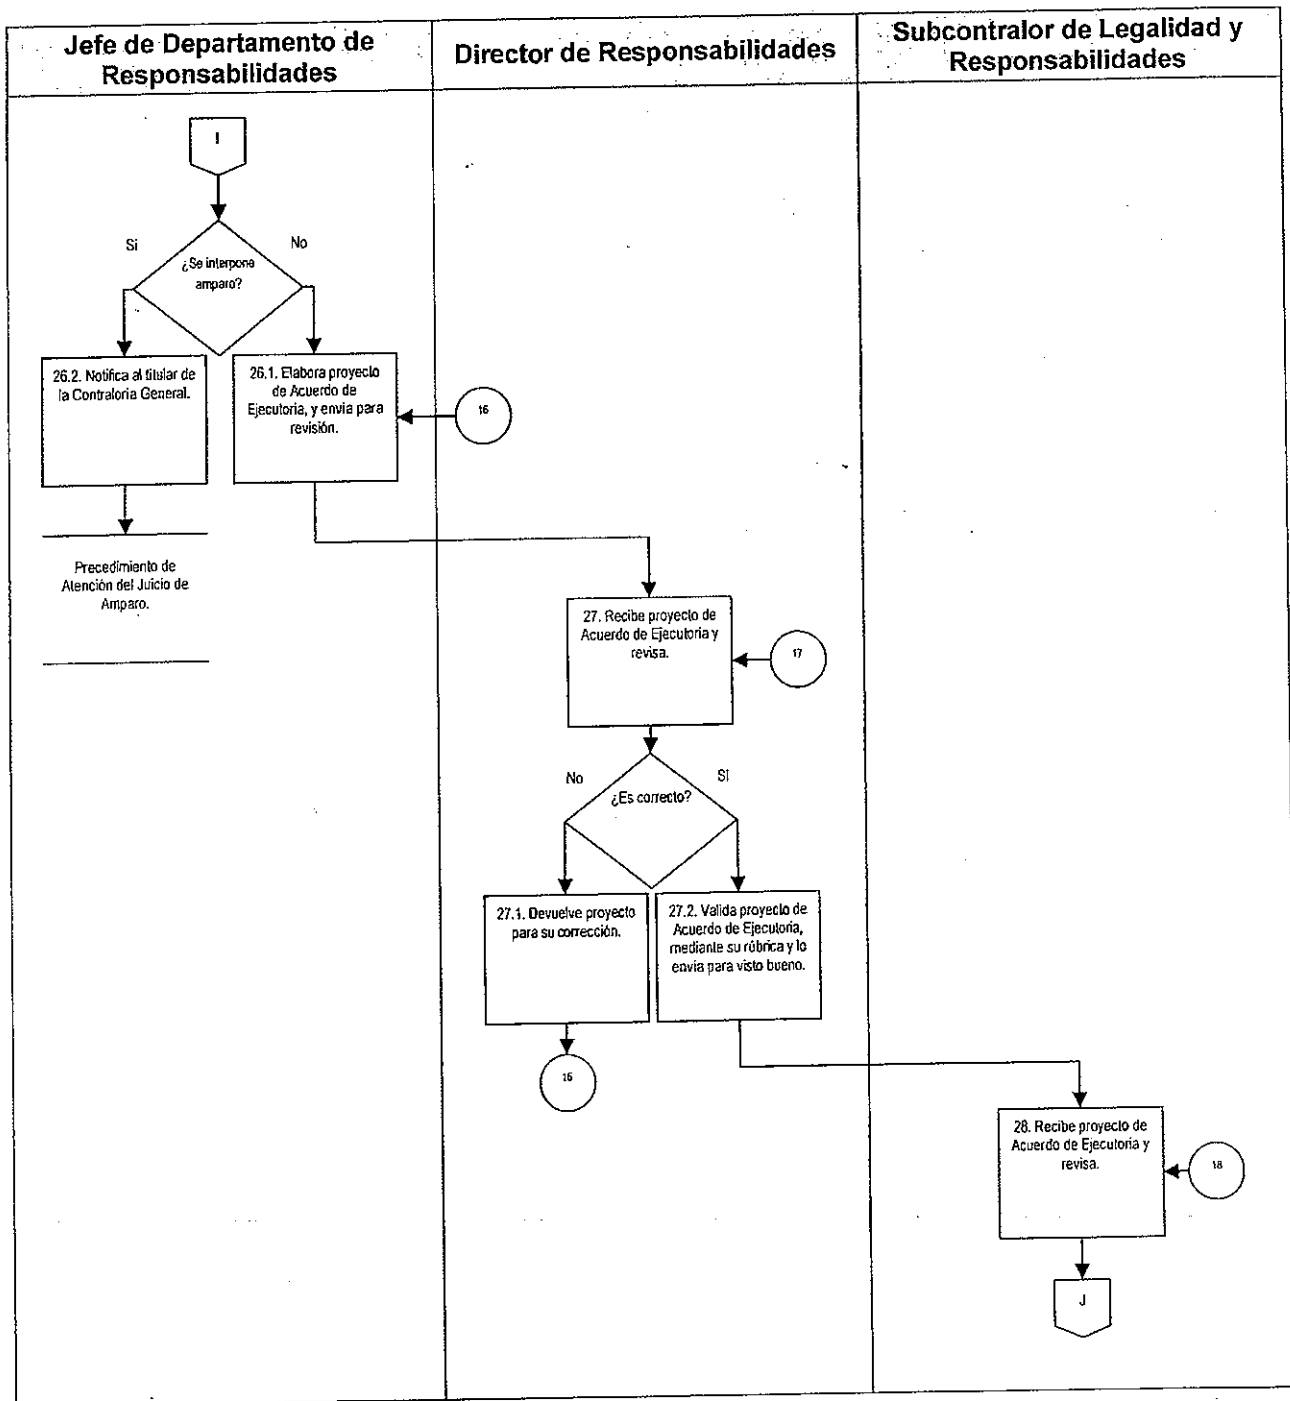 Jefe de Departamento de
Responsabilidades
Director de Responsabilidades
Subcontralor de Legalidad y
Responsabilidades
I
Si
No
¿Se interpone
amparo?
26.2. Notifica al titular de
la Contraloria General.
26.1. Elabora proyecto
de Acuerdo de
Ejecutoria, y envia para
revisión.
16
Precedimiento de
Atención del Juicio de
Amparo.
27. Recibe proyecto de
Acuerdo de Ejecutoria y
revisa.
17
No
SI
¿Es correcto?
27.1. Devuelve proyecto
para su corrección.
27.2. Valida proyecto de
Acuerdo de Ejecutoria,
mediante su rúbrica y lo
envia para visto bueno.
16
28. Recibe proyecto de
Acuerdo de Ejecutoria y
revisa.
18
J